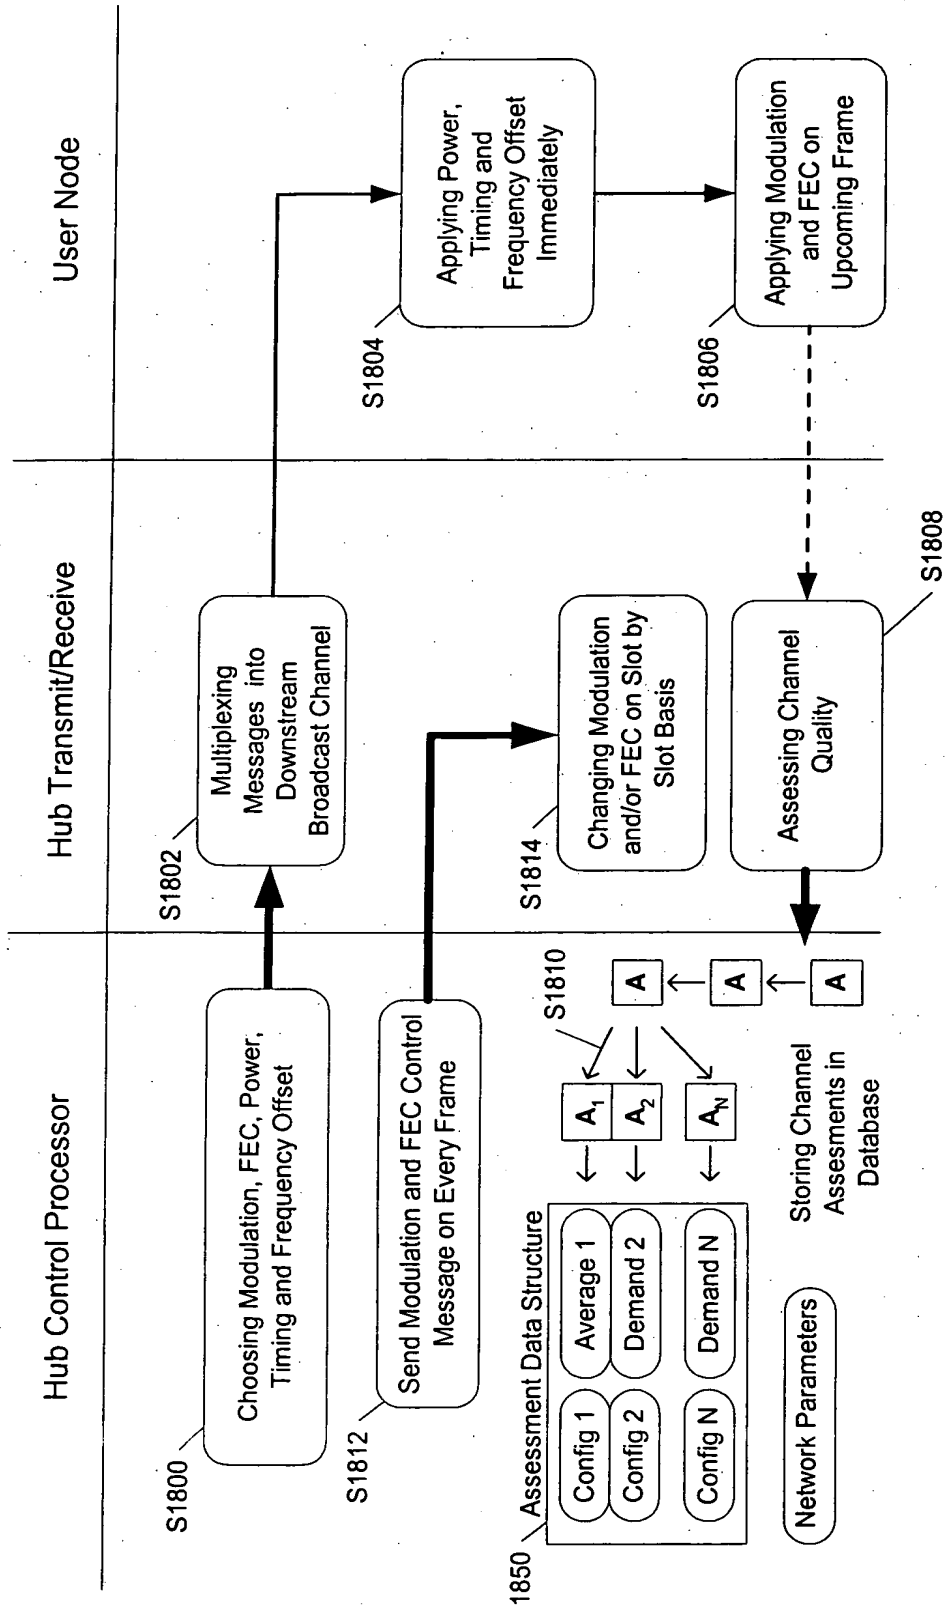 Hub Control Processor
Hub Transmit/Receive
User Node
S1800
Choosing Modulation, FEC, Power,
Timing and Frequency Offset
S1802
Multiplexing
Messages into
Downstream
Broadcast Channel
S1804
Applying Power,
Timing and
Frequency Offset
Immediately
S1812
Send Modulation and FEC Control
Message on Every Frame
S1814
Changing Modulation
and/or FEC on Slot by
Slot Basis
S1806
Applying Modulation
and FEC on
Upcoming Frame
S1808
Assessing Channel
Quality
1850
Assessment Data Structure
Config 1
Average 1
Config 2
Demand 2
Config N
Demand N
S1810
A1
A2
AN
A
A
A
Storing Channel
Assesments in
Database
Network Parameters